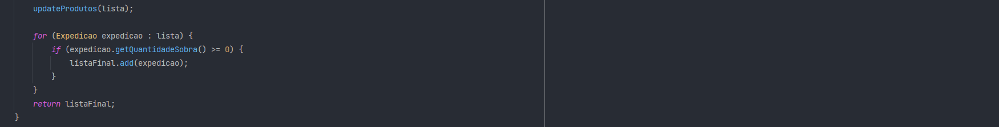 updateProdutos(lista);
for (Expedicao expedicao : lista) {
if (expedicao.getQuantidadeSobra() >= 0) {
listaFinal.add(expedicao);
}
}
return listaFinal;
}